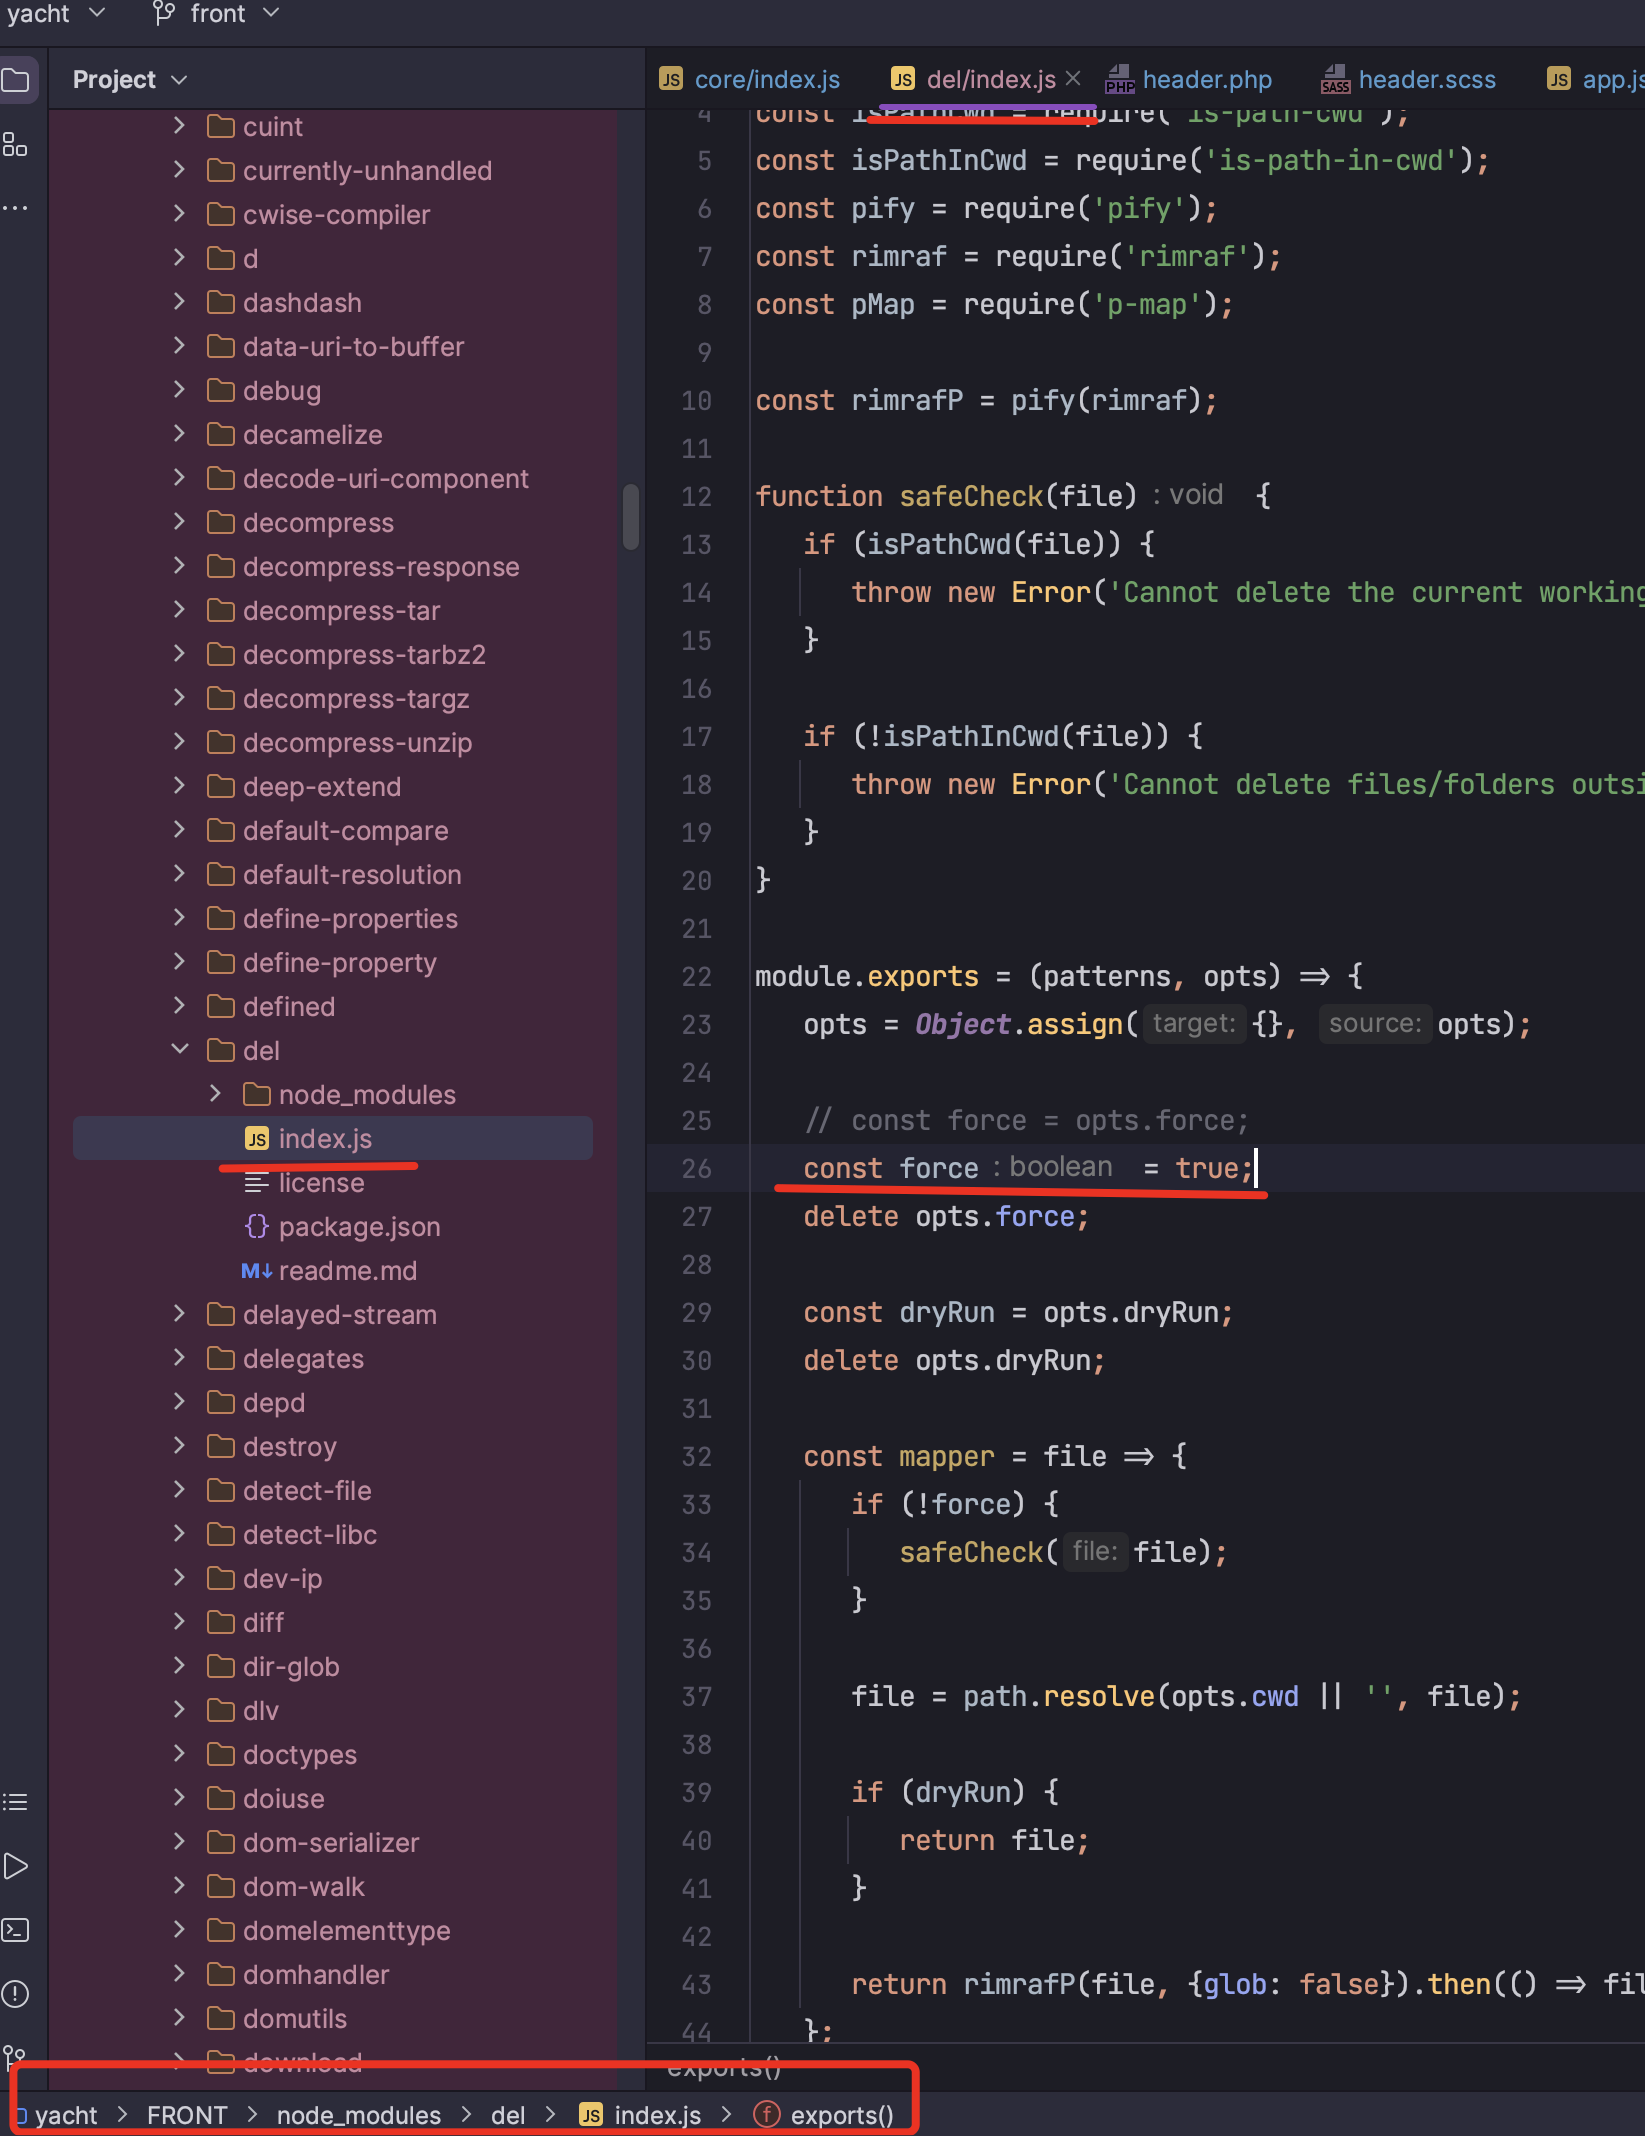 yacht front
Project
cuint
currently-unhandled
cwise-compiler
d
dashdash
data-uri-to-buffer
debug
decamelize
decode-uri-component
decompress
decompress-response
decompress-tar
decompress-tarbz2
decompress-targz
decompress-unzip
deep-extend
default-compare
default-resolution
define-properties
define-property
defined
del
node_modules
JS index.js
license
{} package.json
M↓ readme.md
delayed-stream
delegates
depd
destroy
detect-file
detect-libc
dev-ip
diff
dir-glob
dlv
doctypes
doiuse
dom-serializer
dom-walk
domelementtype
domhandler
domutils
download
JS core/index.js JS del/index.js × PHP header.php SASS header.scss JS app.js
4 const isPathCwd = require('is-path-cwd');
5 const isPathInCwd = require('is-path-in-cwd');
6 const pify = require('pify');
7 const rimraf = require('rimraf');
8 const pMap = require('p-map');
9
10 const rimrafP = pify(rimraf);
11
12 function safeCheck(file) : void {
13 if (isPathCwd(file)) {
14 throw new Error('Cannot delete the current working
15 }
16
17 if (!isPathInCwd(file)) {
18 throw new Error('Cannot delete files/folders outsi
19 }
20 }
21
22 module.exports = (patterns, opts) => {
23 opts = Object.assign( target: {}, source: opts);
24
25 // const force = opts.force;
26 const force : boolean = true;
27 delete opts.force;
28
29 const dryRun = opts.dryRun;
30 delete opts.dryRun;
31
32 const mapper = file => {
33 if (!force) {
34 safeCheck( file: file);
35 }
36
37 file = path.resolve(opts.cwd || '', file);
38
39 if (dryRun) {
40 return file;
41 }
42
43 return rimrafP(file, {glob: false}).then(() => fil
44 };
exports()
yacht > FRONT > node_modules > del > JS index.js > f exports()